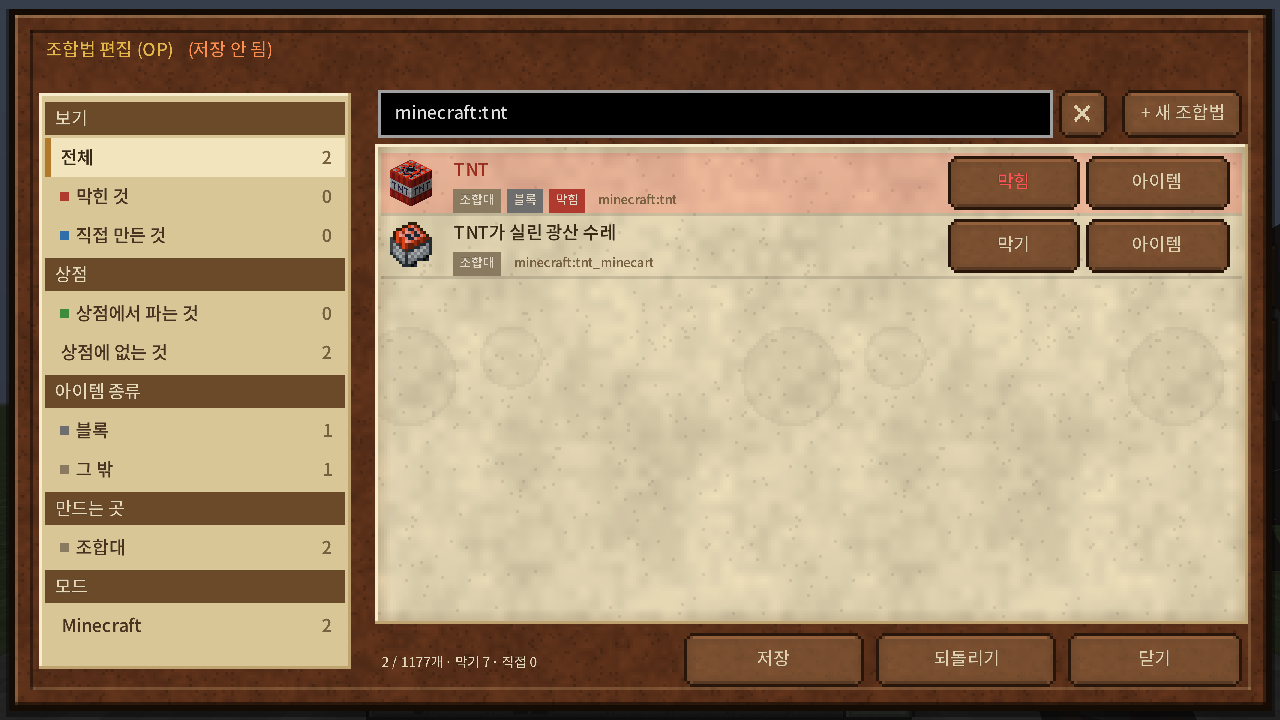 조합법 편집 (OP) (저장 안 됨)
minecraft:tnt
✕
+ 새 조합법
보기
전체 2
막힌 것 0
직접 만든 것 0
상점
상점에서 파는 것 0
상점에 없는 것 2
아이템 종류
블록 1
그 밖 1
만드는 곳
조합대 2
모드
Minecraft 2
TNT
조합대 블록 막힘 minecraft:tnt
막힘 아이템
TNT가 실린 광산 수레
조합대 minecraft:tnt_minecart
막기 아이템
2 / 1177개 · 막기 7 · 직접 0
저장 되돌리기 닫기